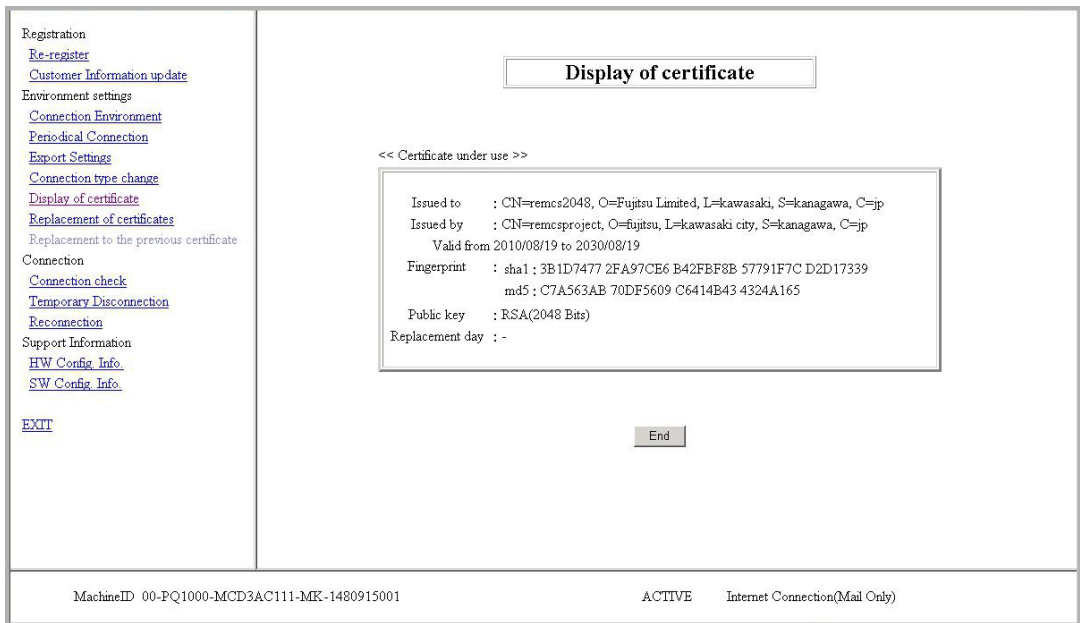 Registration
Re-register
Customer Information update
Environment settings
Connection Environment
Periodical Connection
Export Settings
Connection type change
Display of certificate
Replacement of certificates
Replacement to the previous certificate
Connection
Connection check
Temporary Disconnection
Reconnection
Support Information
HW Config. Info.
SW Config. Info.
EXIT
Display of certificate
<< Certificate under use >>
Issued to : CN=remcs2048, O=Fujitsu Limited, L=kawasaki, S=kanagawa, C=jp
Issued by : CN=remcsproject, O=fujitsu, L=kawasaki city, S=kanagawa, C=jp
Valid from 2010/08/19 to 2030/08/19
Fingerprint : sha1 : 3B1D7477 2FA97CE6 B42FBF8B 57791F7C D2D17339
md5 : C7A563AB 70DF5609 C6414B43 4324A165
Public key : RSA(2048 Bits)
Replacement day : -
End
MachineID 00-PQ1000-MCD3AC111-MK-1480915001 ACTIVE Internet Connection(Mail Only)